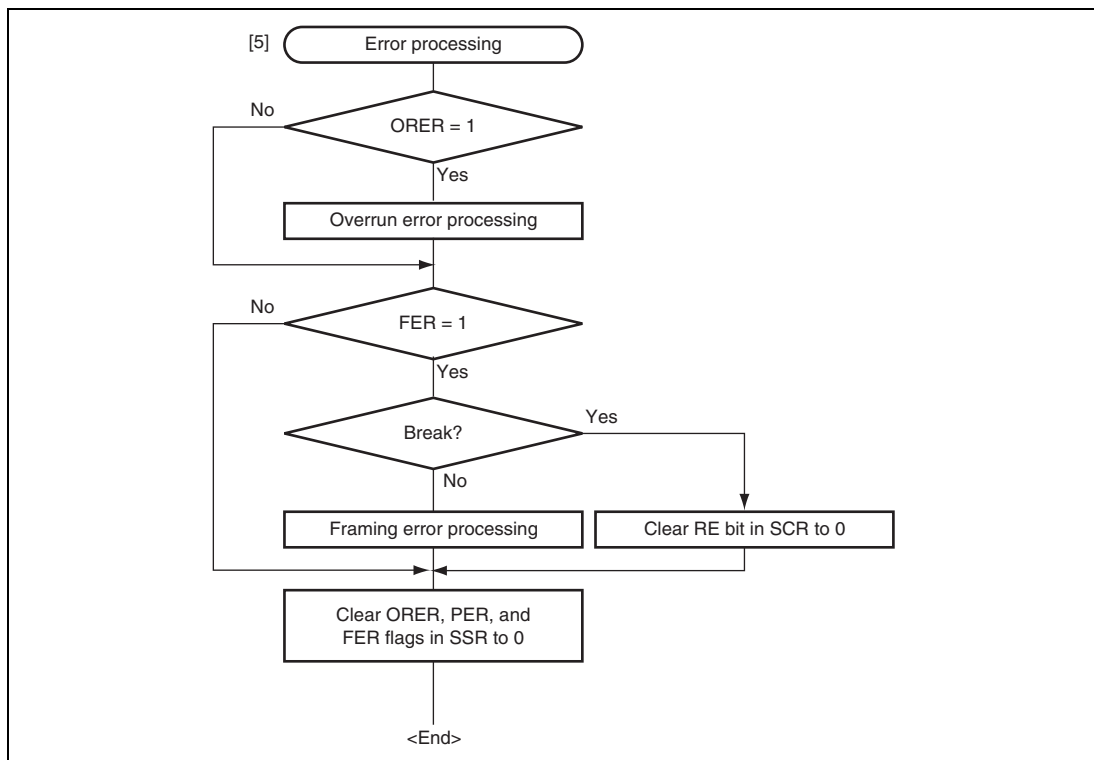 [5] Error processing
No
ORER = 1
Yes
Overrun error processing
No
FER = 1
Yes
Break?
Yes
No
Framing error processing
Clear RE bit in SCR to 0
Clear ORER, PER, and
FER flags in SSR to 0
<End>